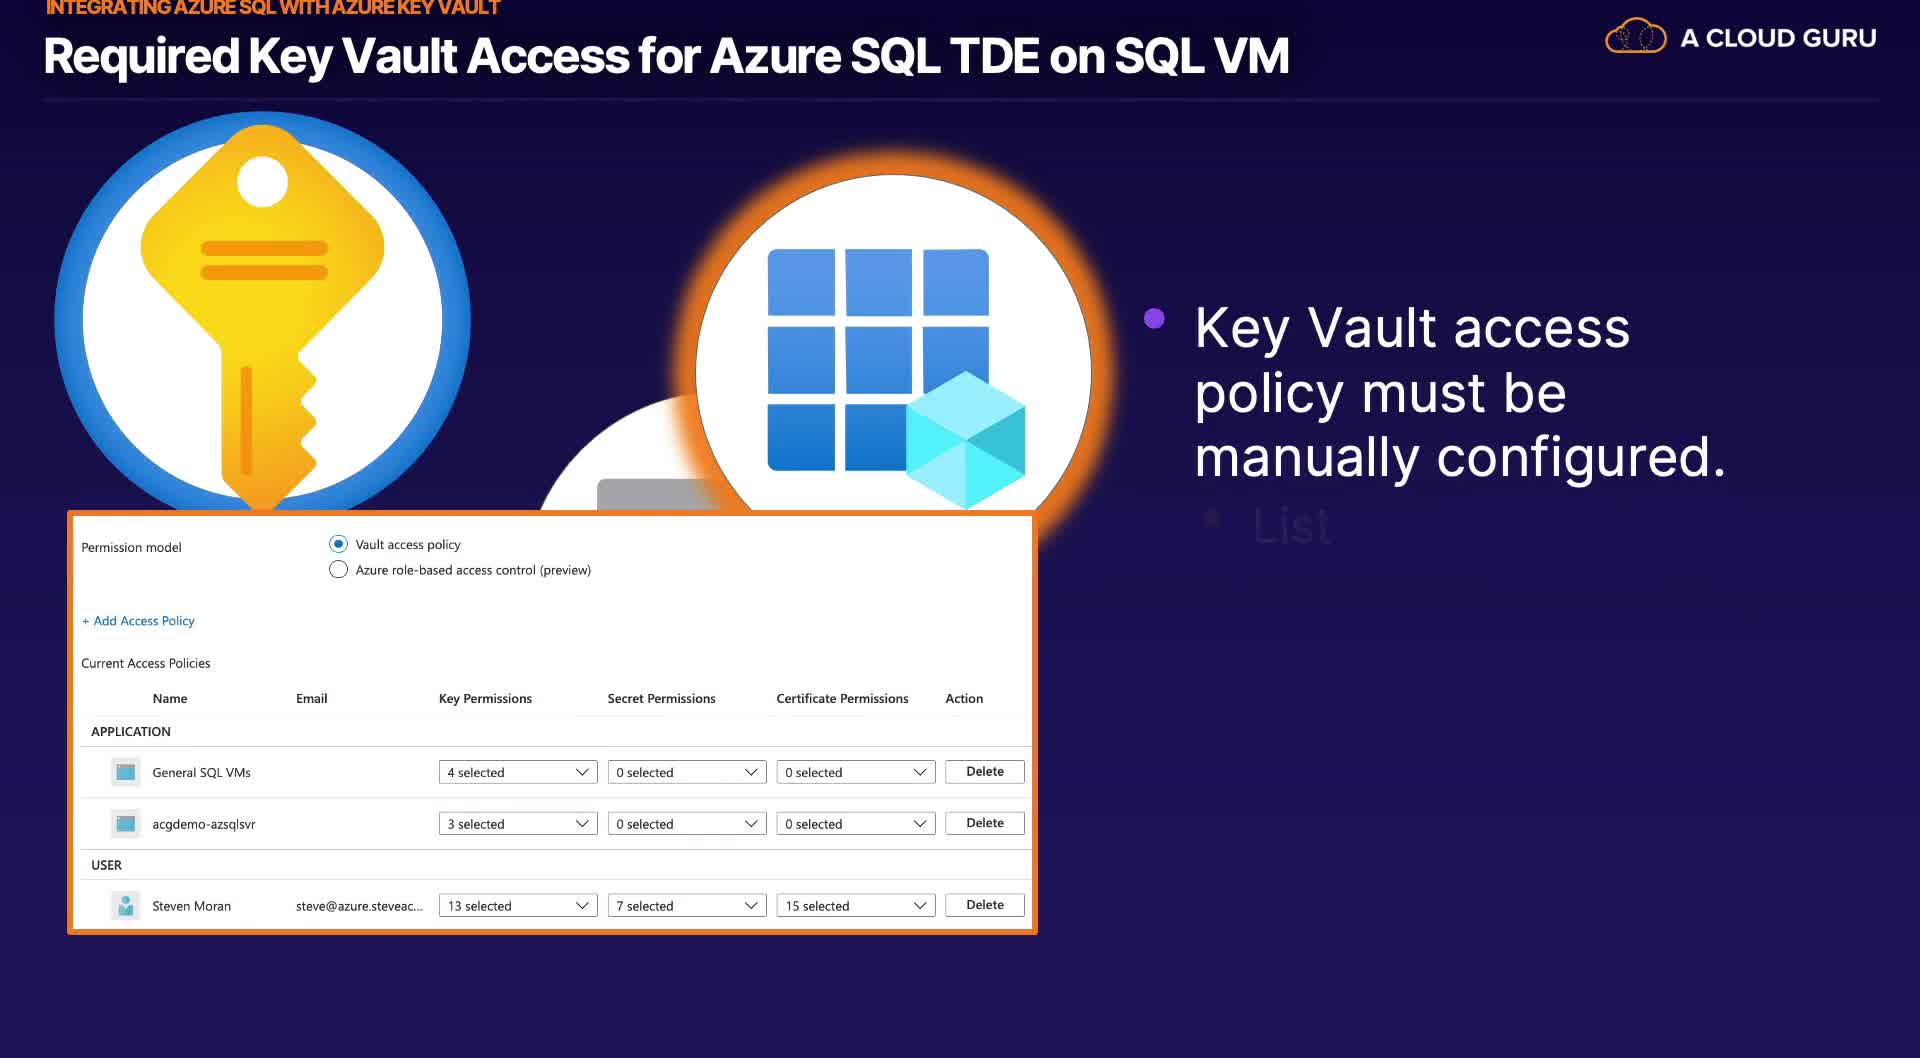 INTEGRATING AZURE SQL WITH AZURE KEY VAULT
Required Key Vault Access for Azure SQL TDE on SQL VM
A CLOUD GURU
Key Vault access
policy must be
manually configured.
List
Permission model
Vault access policy
Azure role-based access control (preview)
+ Add Access Policy
Current Access Policies
Name Email Key Permissions Secret Permissions Certificate Permissions Action
APPLICATION
General SQL VMs 4 selected 0 selected 0 selected Delete
acgdemo-azsqlsvr 3 selected 0 selected 0 selected Delete
USER
Steven Moran steve@azure.steveac... 13 selected 7 selected 15 selected Delete